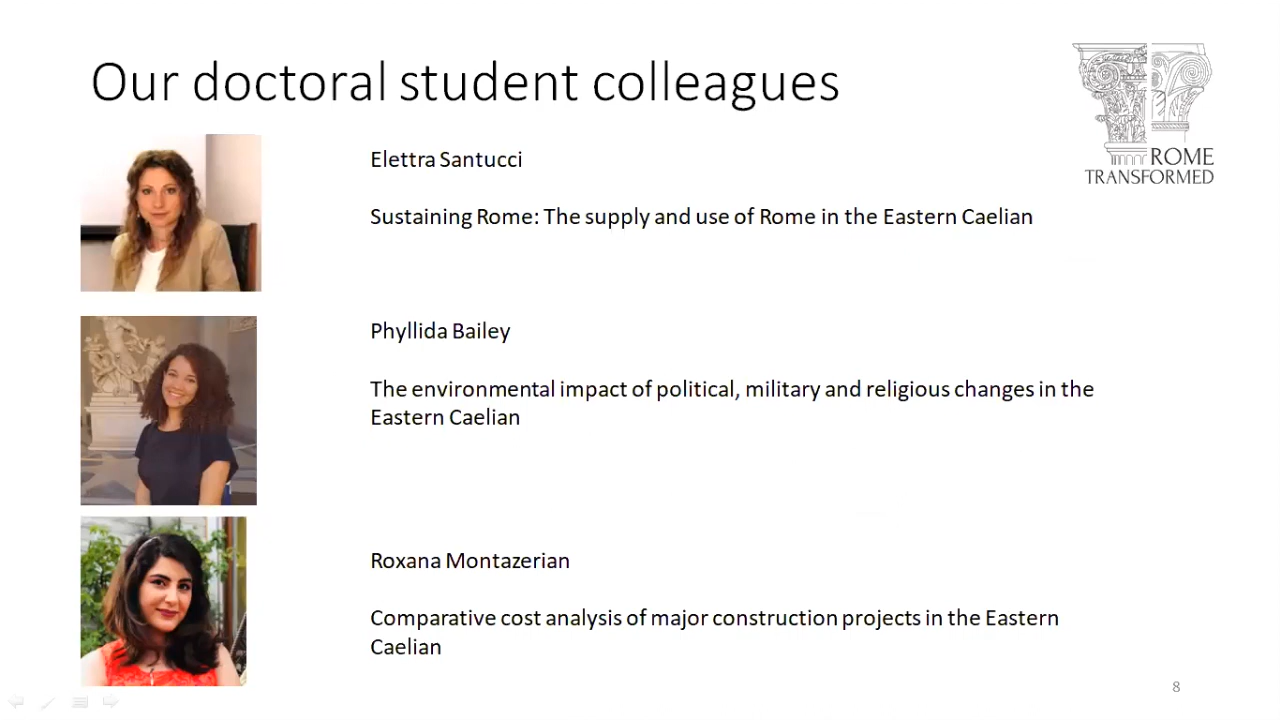 Our doctoral student colleagues
ROME
TRANSFORMED
Elettra Santucci
Sustaining Rome: The supply and use of Rome in the Eastern Caelian
Phyllida Bailey
The environmental impact of political, military and religious changes in the
Eastern Caelian
Roxana Montazerian
Comparative cost analysis of major construction projects in the Eastern
Caelian
8